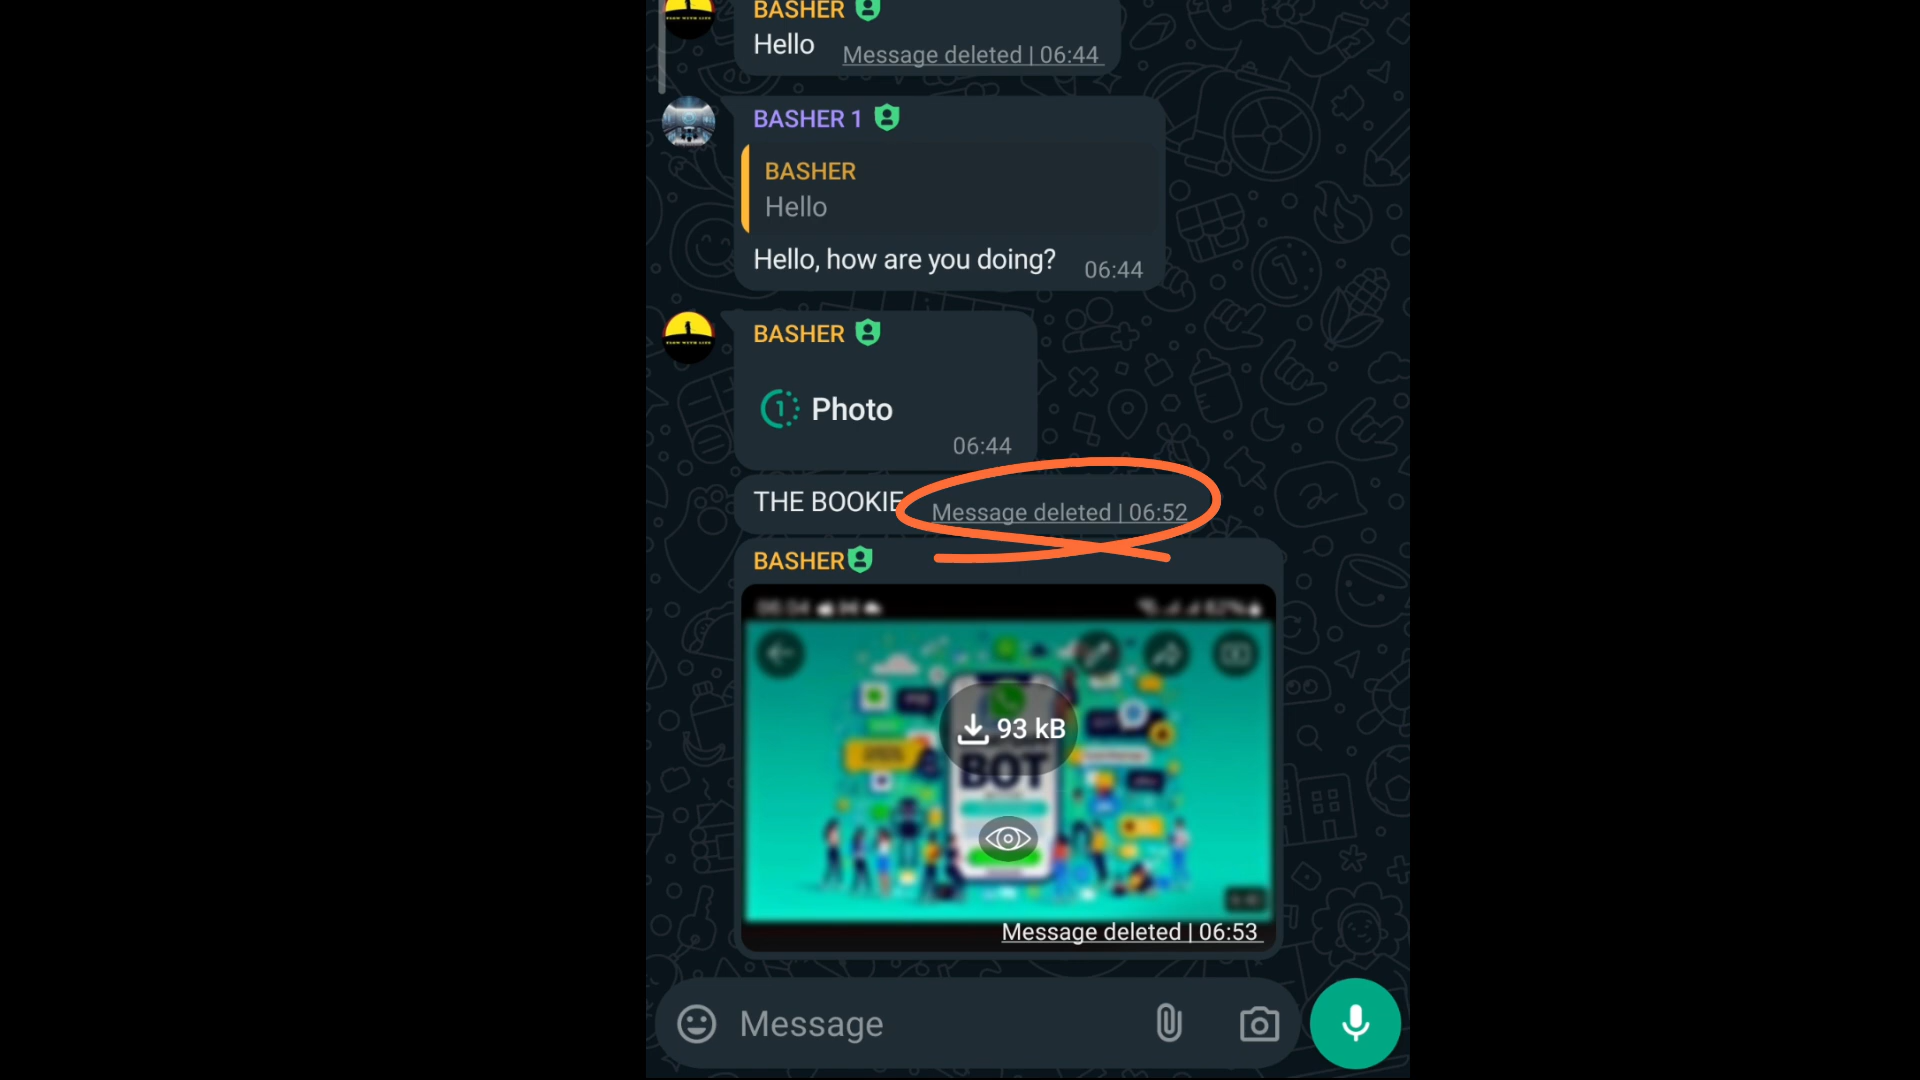 BASHER
Hello Message deleted | 06:44
BASHER 1
BASHER
Hello
Hello, how are you doing? 06:44
BASHER
1 Photo
06:44
THE BOOKIE Message deleted | 06:52
BASHER
93 kB
BOT
Message deleted | 06:53
Message